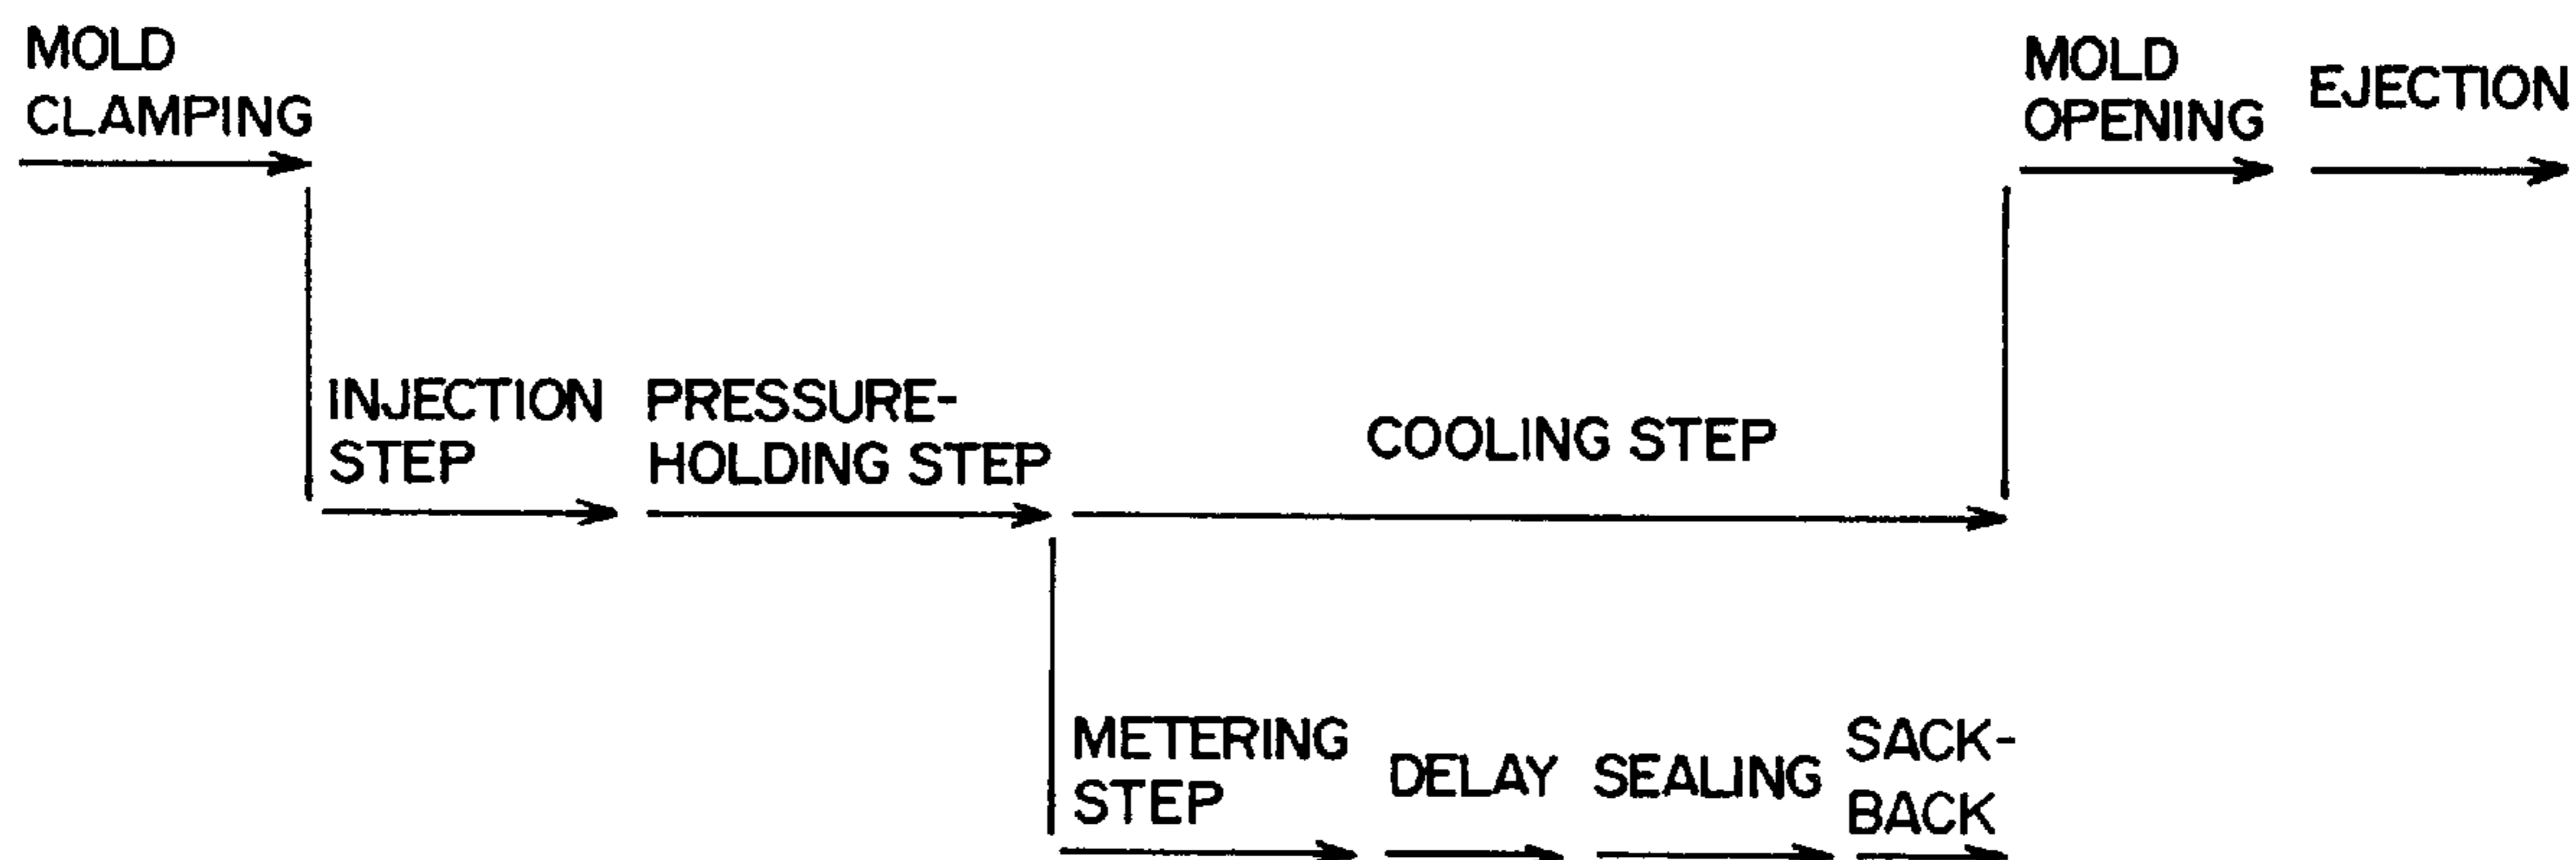 MOLD
CLAMPING
MOLD
OPENING
EJECTION
INJECTION
STEP
PRESSURE-
HOLDING STEP
COOLING STEP
METERING
STEP
DELAY
SEALING
SACK-
BACK